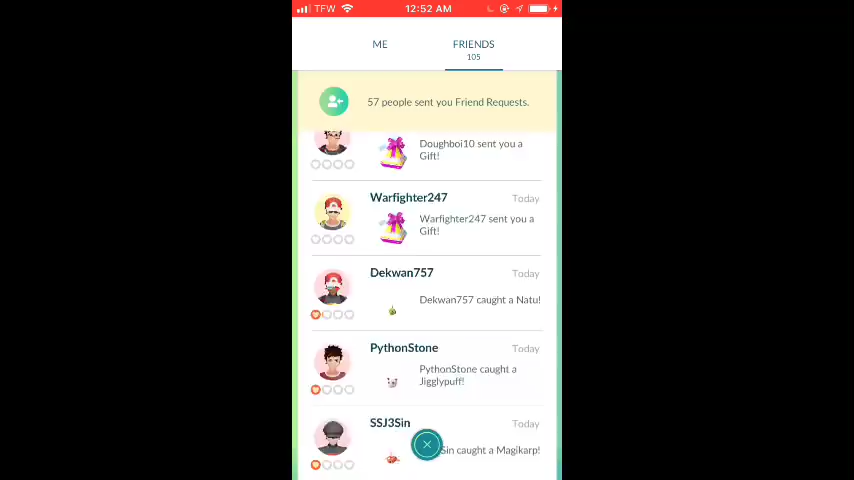 TFW 12:52 AM
ME FRIENDS
105
57 people sent you Friend Requests.
Doughboi10 sent you a
Gift!
Warfighter247 Today
Warfighter247 sent you a
Gift!
Dekwan757 Today
Dekwan757 caught a Natu!
PythonStone Today
PythonStone caught a
Jigglypuff!
SSJ3Sin Today
Sin caught a Magikarp!